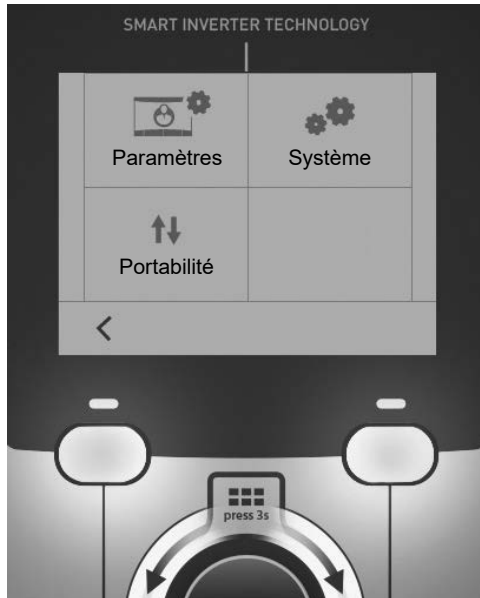 SMART INVERTER TECHNOLOGY
Paramètres
Système
Portabilité
press 3s